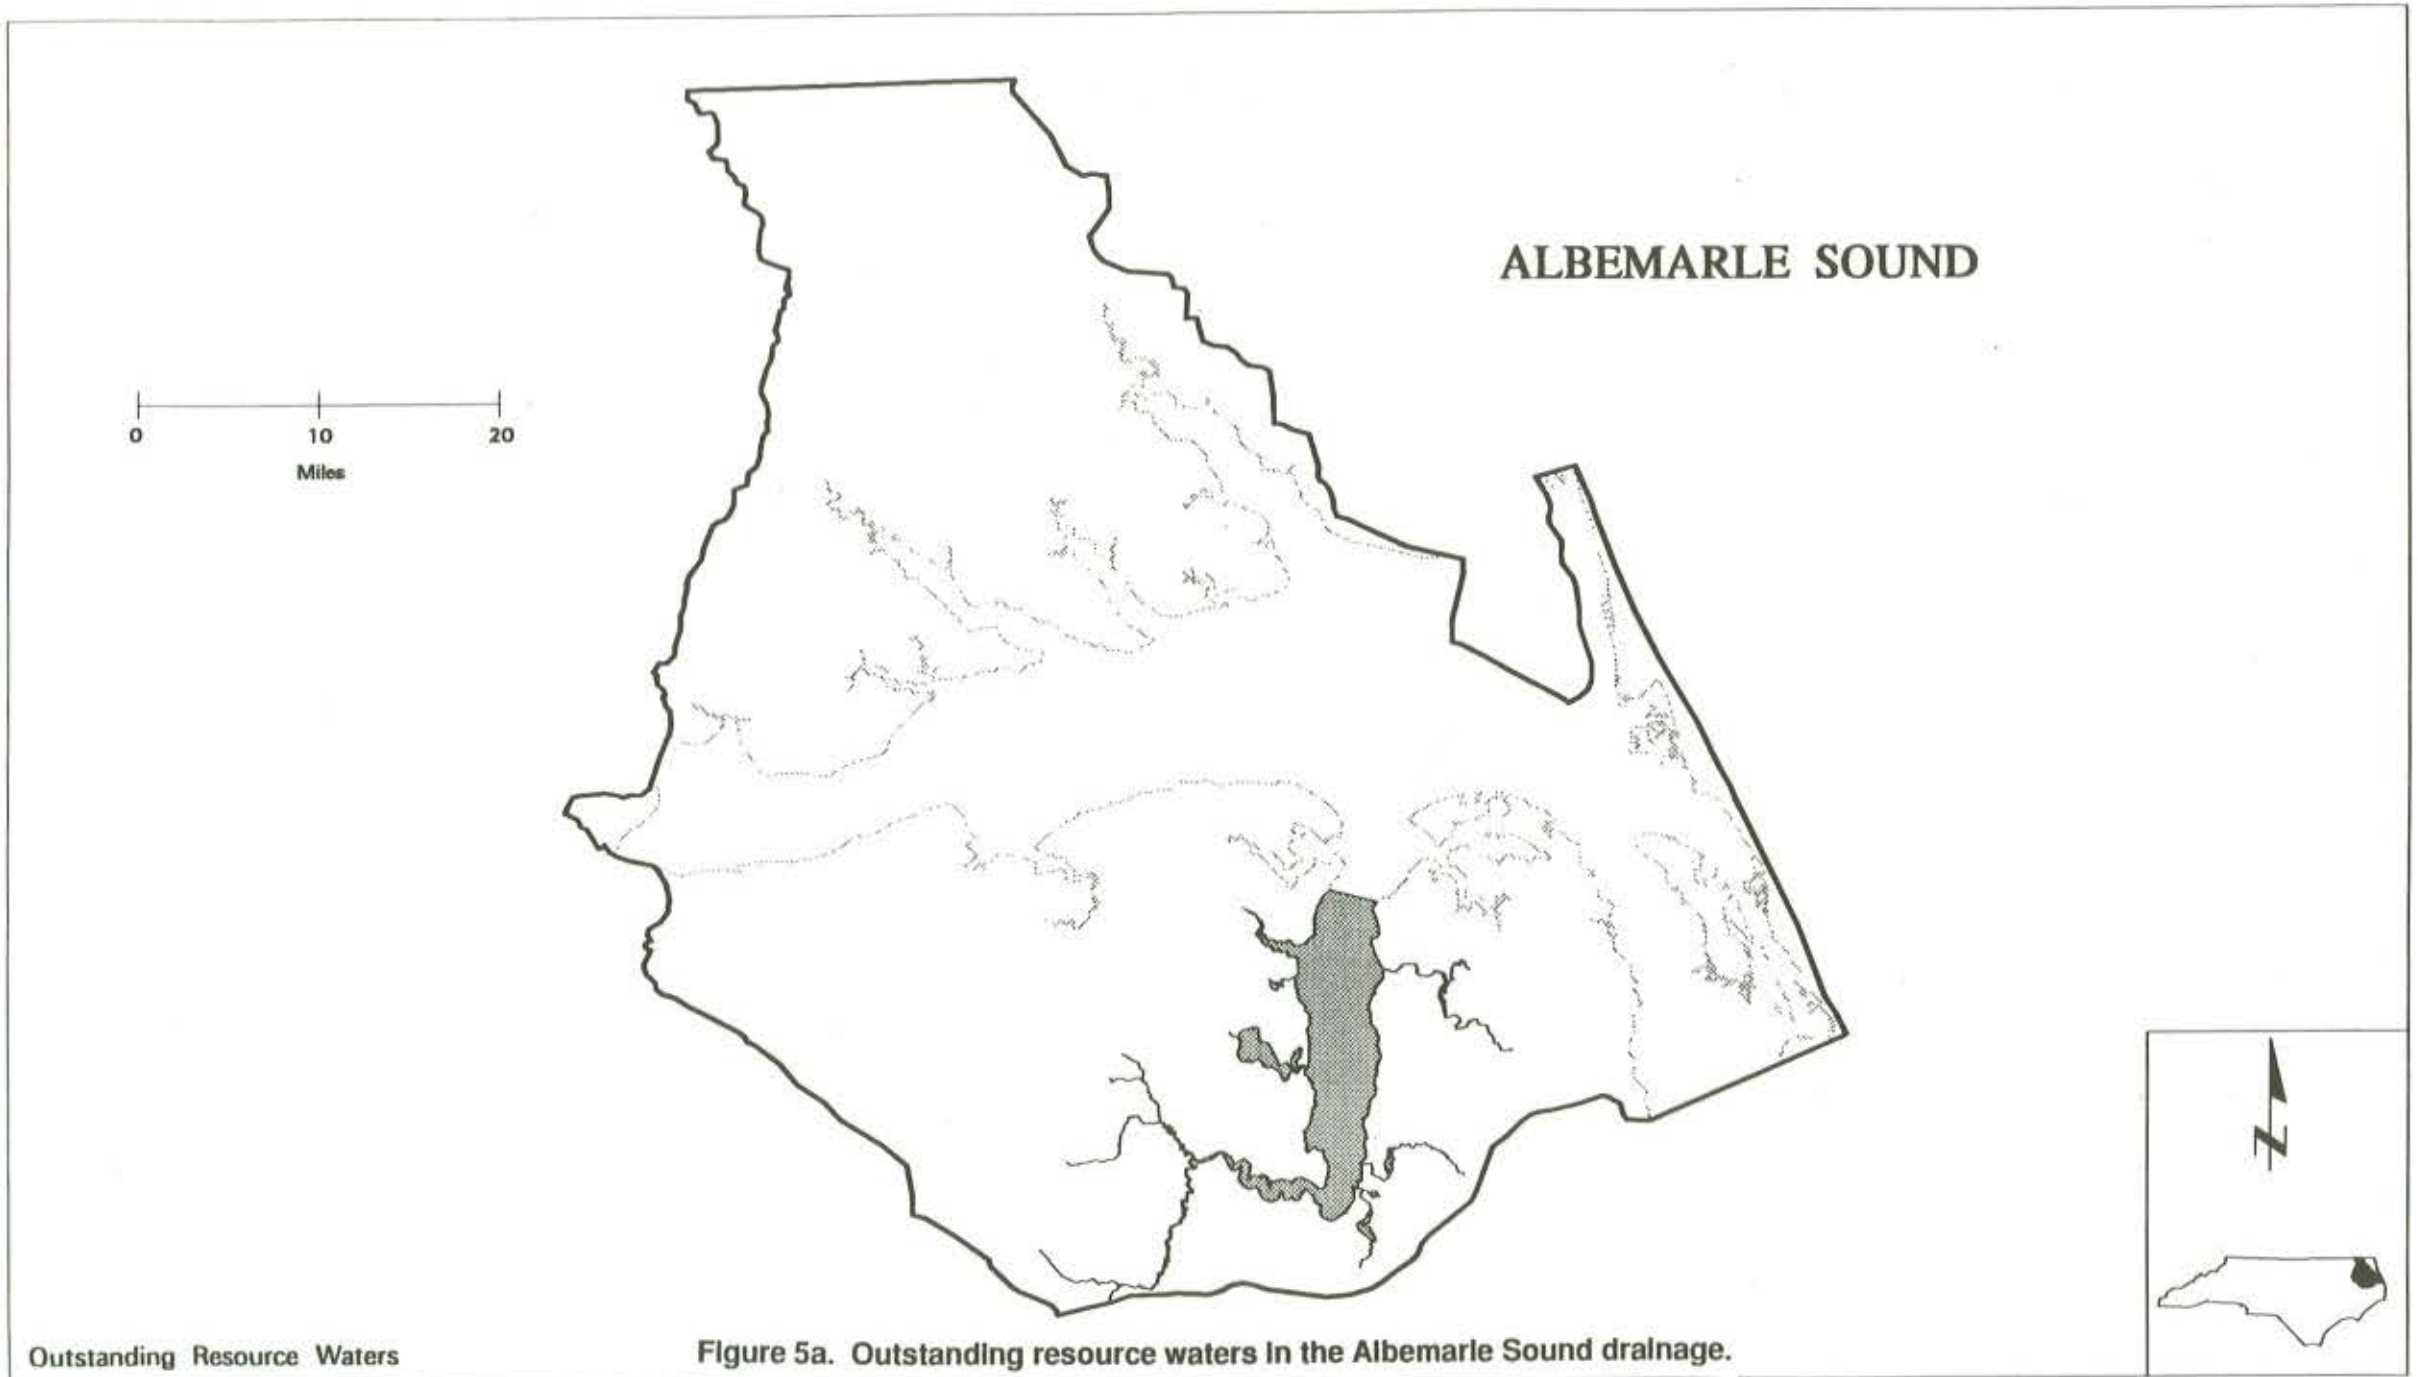 ALBEMARLE SOUND
0 10 20
Miles
N
Outstanding Resource Waters
Figure 5a. Outstanding resource waters in the Albemarle Sound drainage.